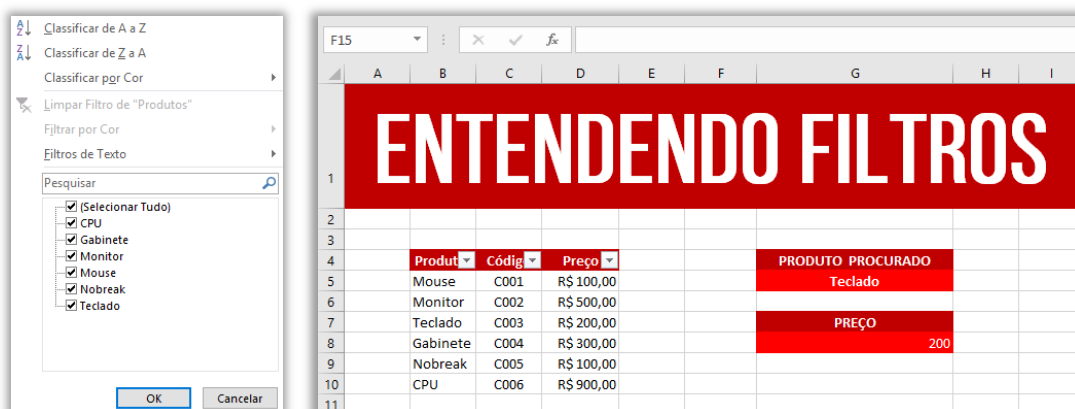 Classificar de A a Z
Classificar de Z a A
Classificar por Cor
Limpar Filtro de "Produtos"
Filtrar por Cor
Filtros de Texto
Pesquisar
(Selecionar Tudo)
CPU
Gabinete
Monitor
Mouse
Nobreak
Teclado
OK Cancelar
F15 fx
A B C D E F G H I
1 ENTENDENDO FILTROS
2
3
4 Produt Códig Preço PRODUTO PROCURADO
5 Mouse C001 R$ 100,00 Teclado
6 Monitor C002 R$ 500,00
7 Teclado C003 R$ 200,00 PREÇO
8 Gabinete C004 R$ 300,00 200
9 Nobreak C005 R$ 100,00
10 CPU C006 R$ 900,00
11